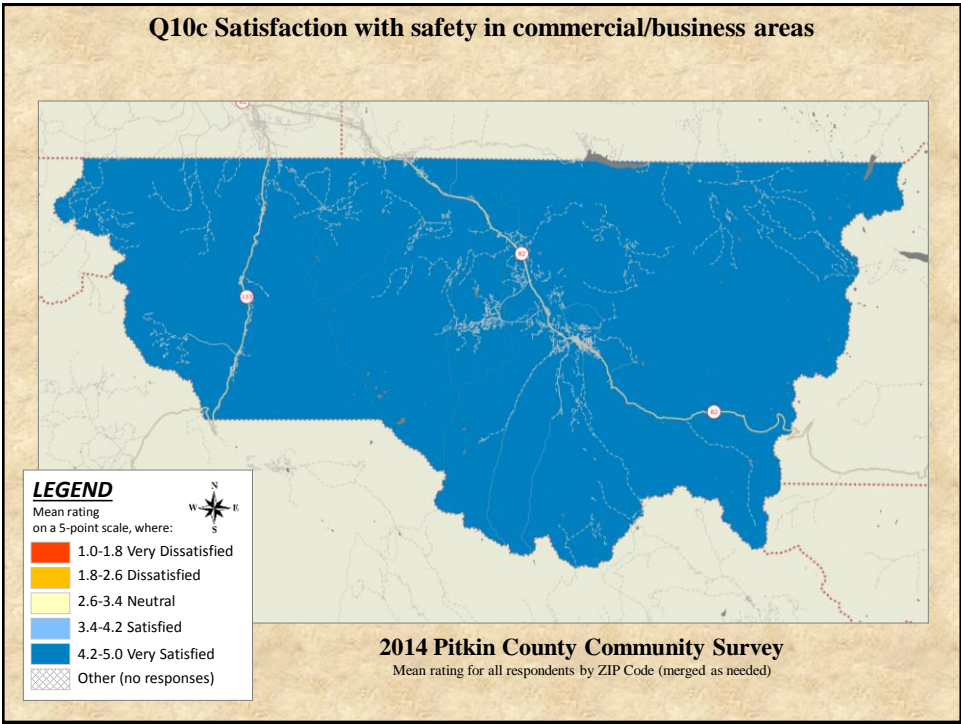 Q10c Satisfaction with safety in commercial/business areas
82
82
133
82
LEGEND
Mean rating
on a 5-point scale, where:
N
W E
S
1.0-1.8 Very Dissatisfied
1.8-2.6 Dissatisfied
2.6-3.4 Neutral
3.4-4.2 Satisfied
4.2-5.0 Very Satisfied
Other (no responses)
2014 Pitkin County Community Survey
Mean rating for all respondents by ZIP Code (merged as needed)